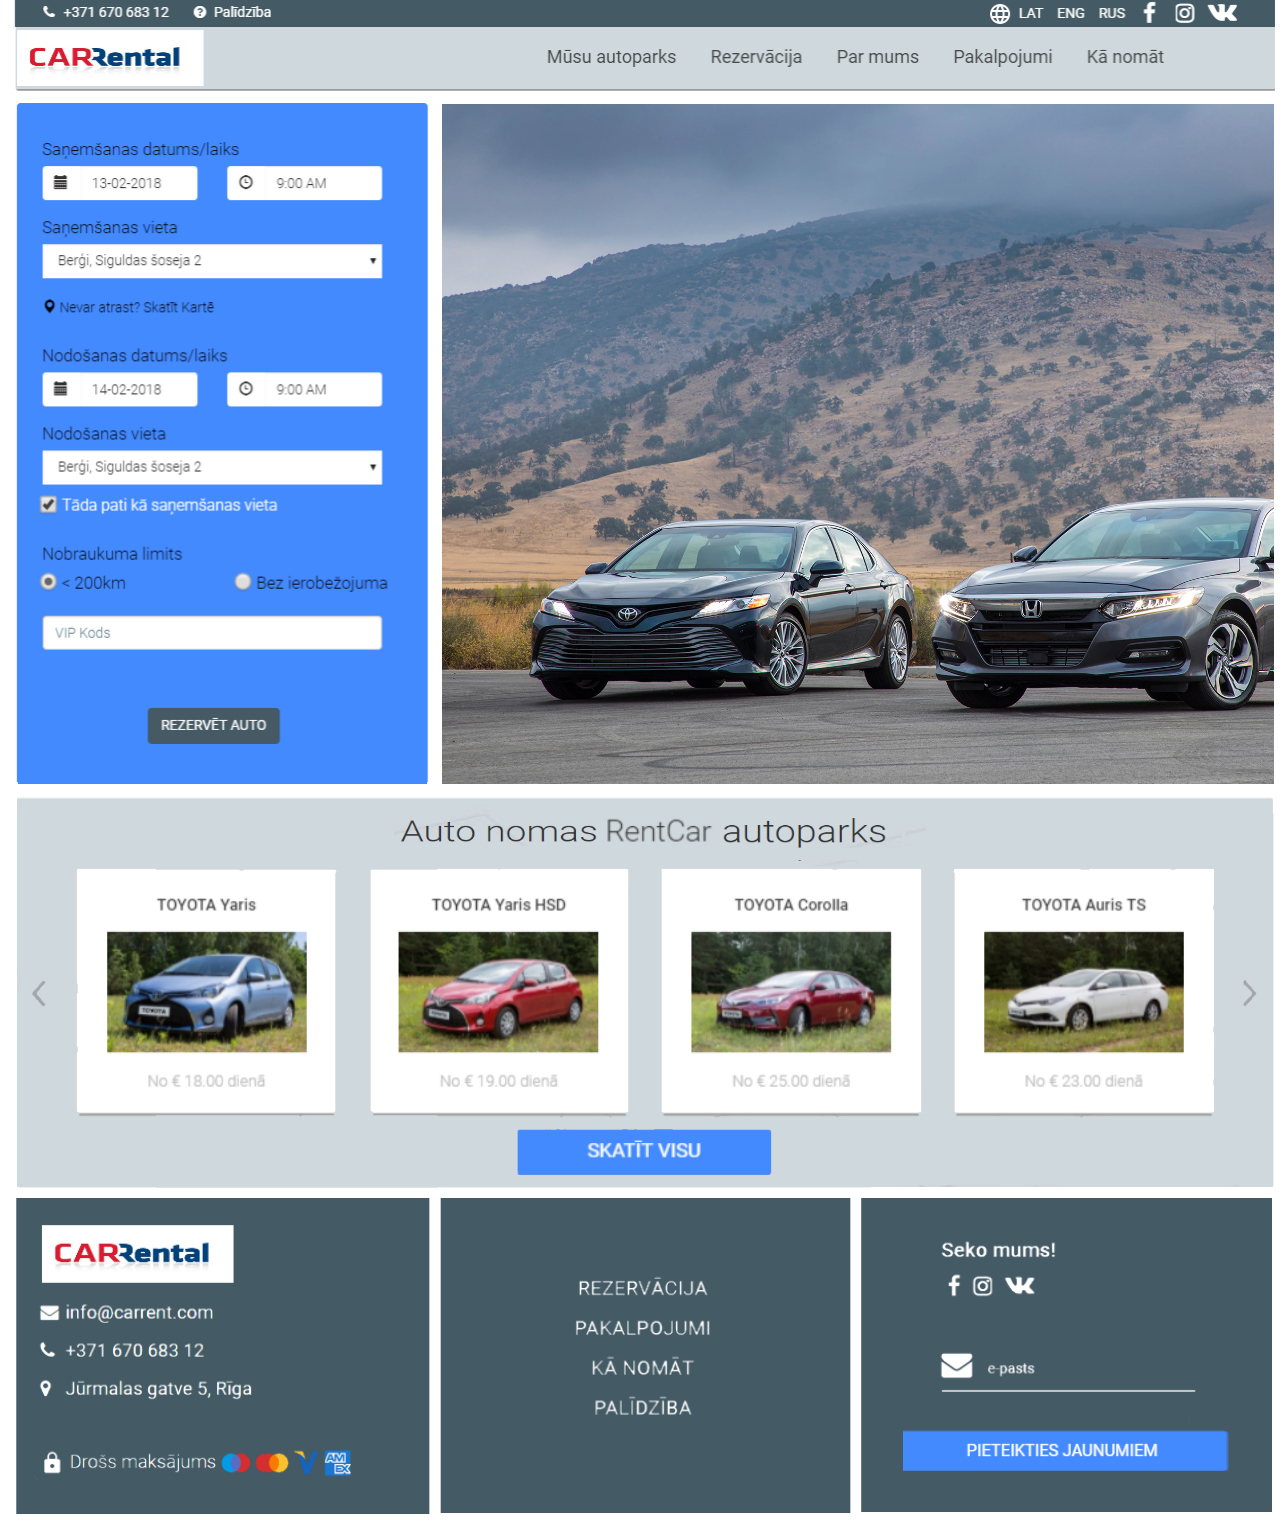 +371 670 683 12 Palīdzība LAT ENG RUS
CARRental Mūsu autoparks Rezervācija Par mums Pakalpojumi Kā nomāt
Saņemšanas datums/laiks
13-02-2018 9:00 AM
Saņemšanas vieta
Berģi, Siguldas šoseja 2
Nevar atrast? Skatīt Kartē
Nodošanas datums/laiks
14-02-2018 9:00 AM
Nodošanas vieta
Berģi, Siguldas šoseja 2
Tāda pati kā saņemšanas vieta
Nobraukuma limits
< 200km Bez ierobežojuma
VIP Kods
REZERVĒT AUTO
Auto nomas RentCar autoparks
TOYOTA Yaris TOYOTA Yaris HSD TOYOTA Corolla TOYOTA Auris TS
TOYOTA
No € 18.00 dienā No € 19.00 dienā No € 25.00 dienā No € 23.00 dienā
SKATĪT VISU
CARRental
info@carrent.com
+371 670 683 12
Jūrmalas gatve 5, Rīga
Drošs maksājums AM EX
REZERVĀCIJA
PAKALPOJUMI
KĀ NOMĀT
PALĪDZĪBA
Seko mums!
e-pasts
PIETEIKTIES JAUNUMIEM